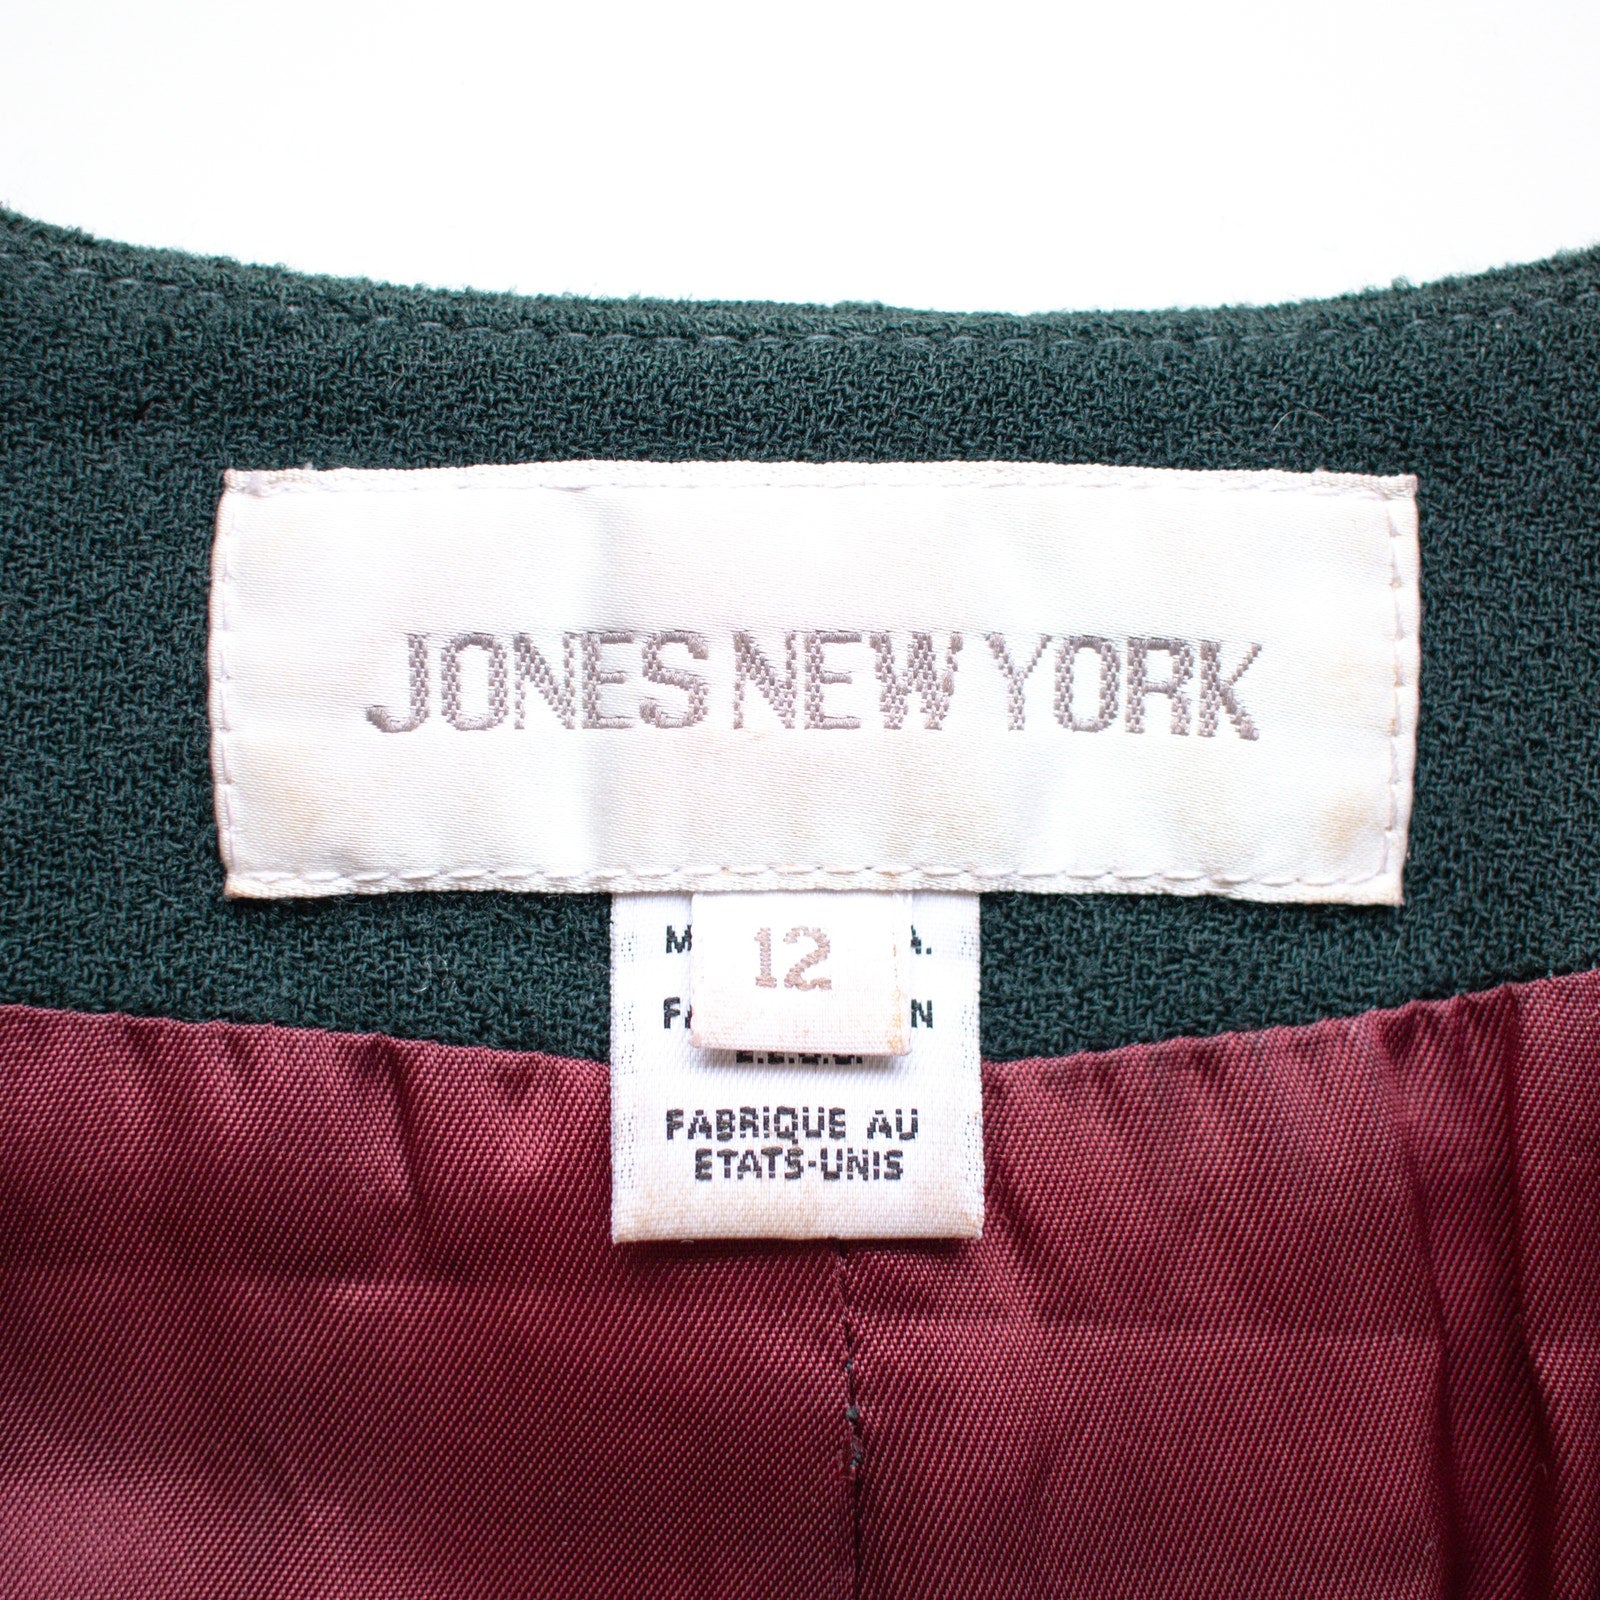 JONES NEW YORK
12
FABRIQUE AU
ETATS-UNIS